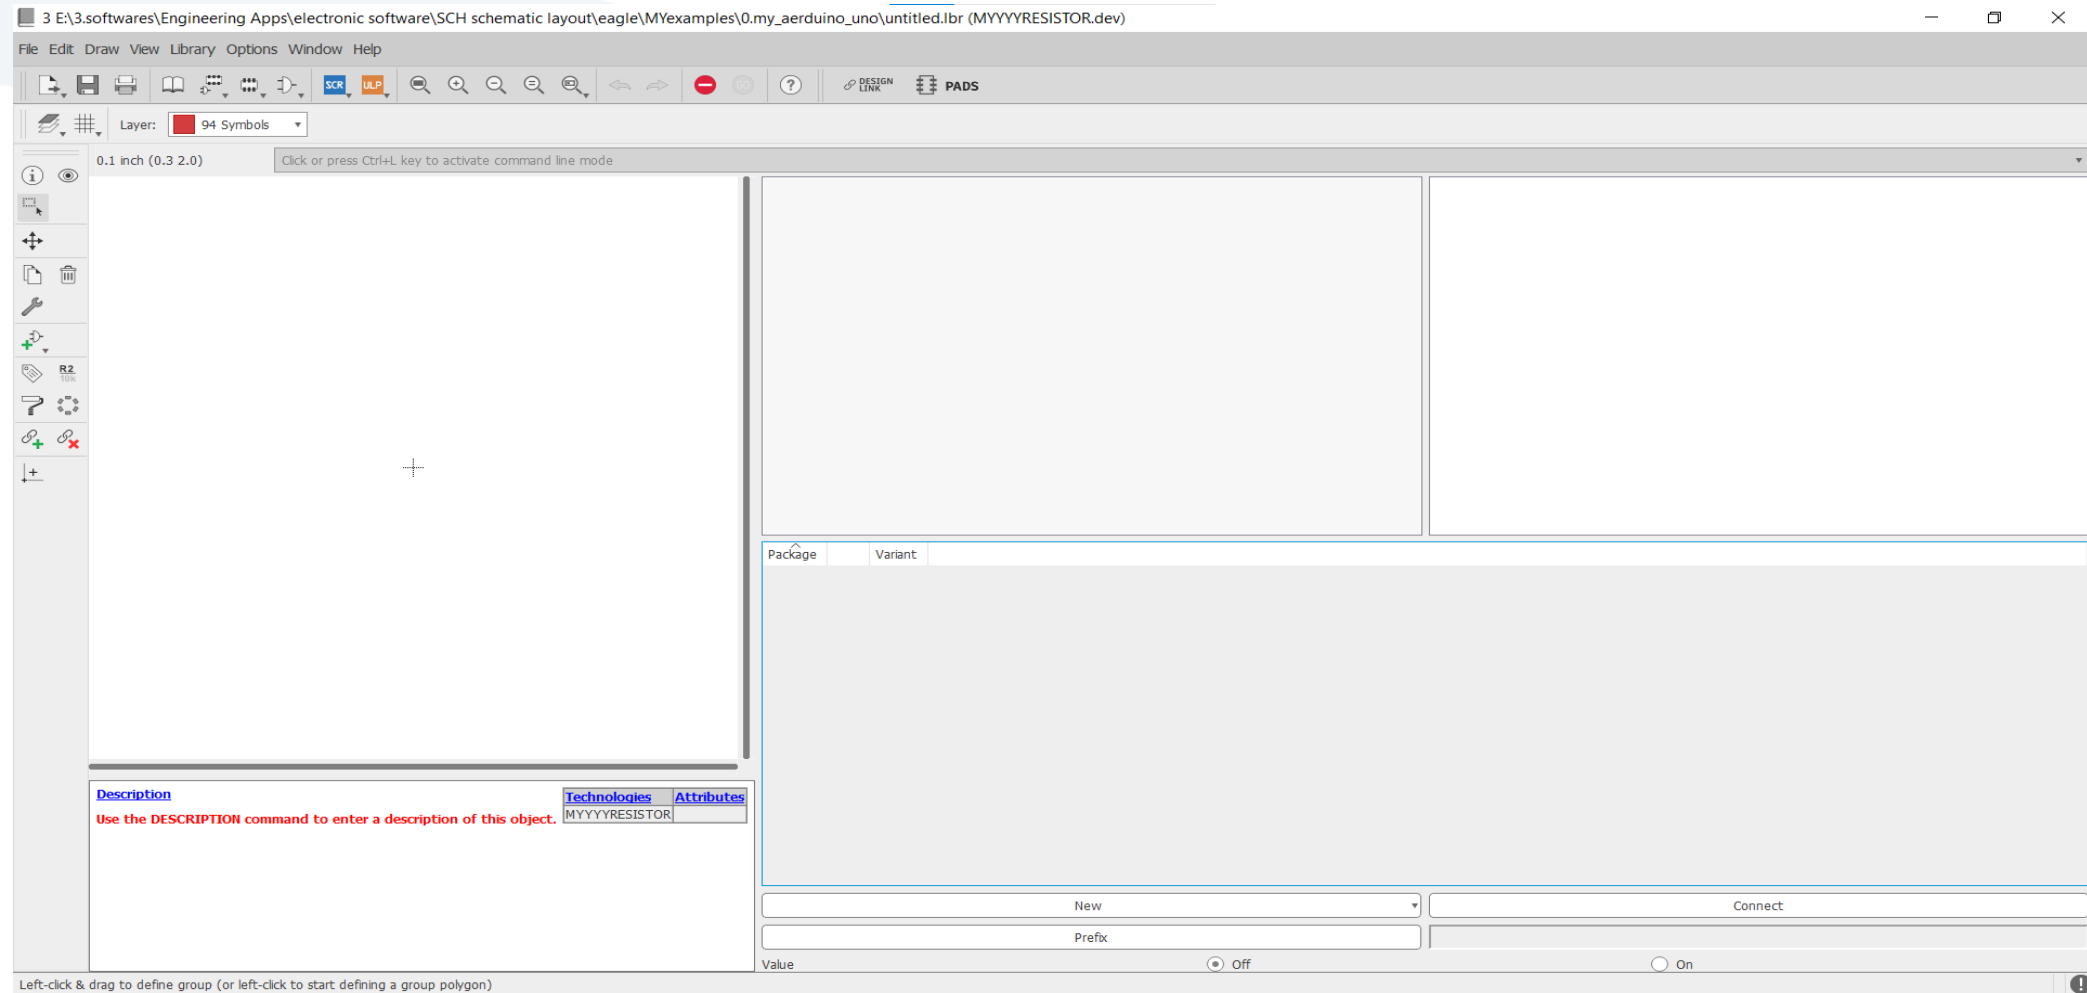 3 E:\3.softwares\Engineering Apps\electronic software\SCH schematic layout\eagle\MYexamples\0.my_aerduino_uno\untitled.lbr (MYYYYRESISTOR.dev)
File Edit Draw View Library Options Window Help
SCR ULP GO ? DESIGN LINK PADS
Layer: 94 Symbols
0.1 inch (0.3 2.0) Click or press Ctrl+L key to activate command line mode
R2
10k
Package Variant
Description
Technologies Attributes
Use the DESCRIPTION command to enter a description of this object. MYYYYRESISTOR
New Connect
Prefix
Value Off On
Left-click & drag to define group (or left-click to start defining a group polygon)